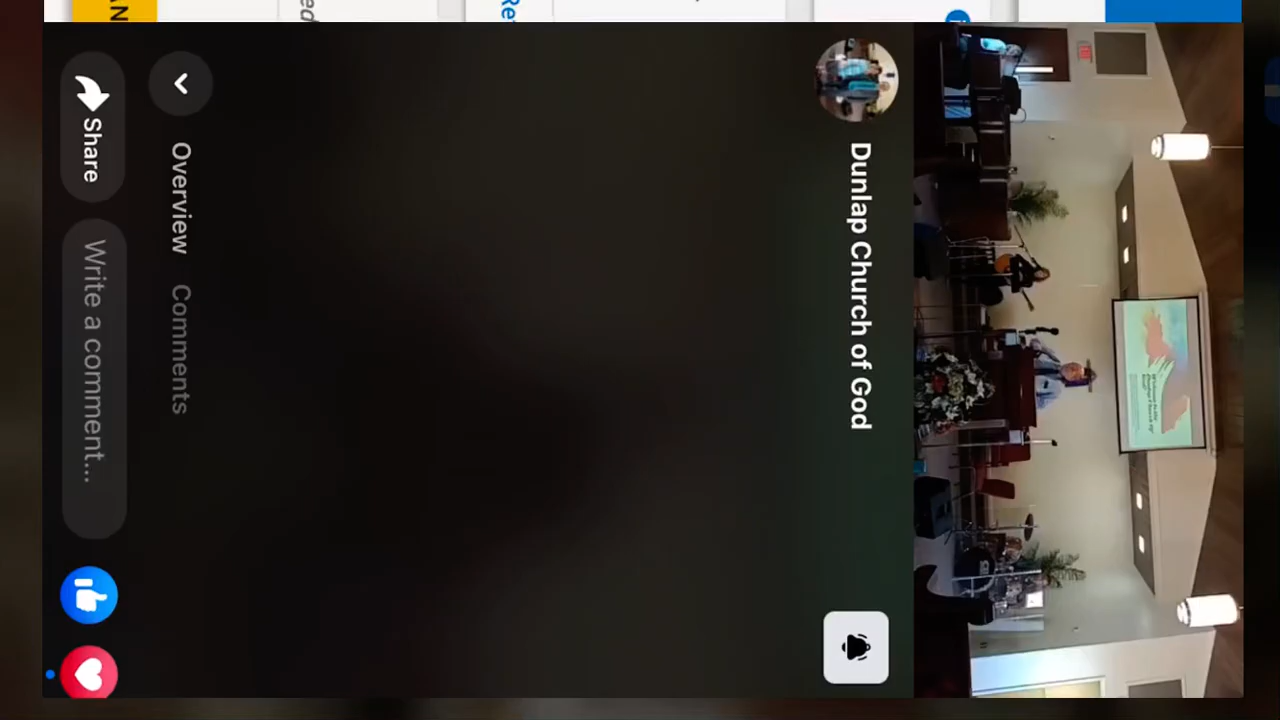 Dunlap Church of God
Overview
Comments
Share
Write a comment...